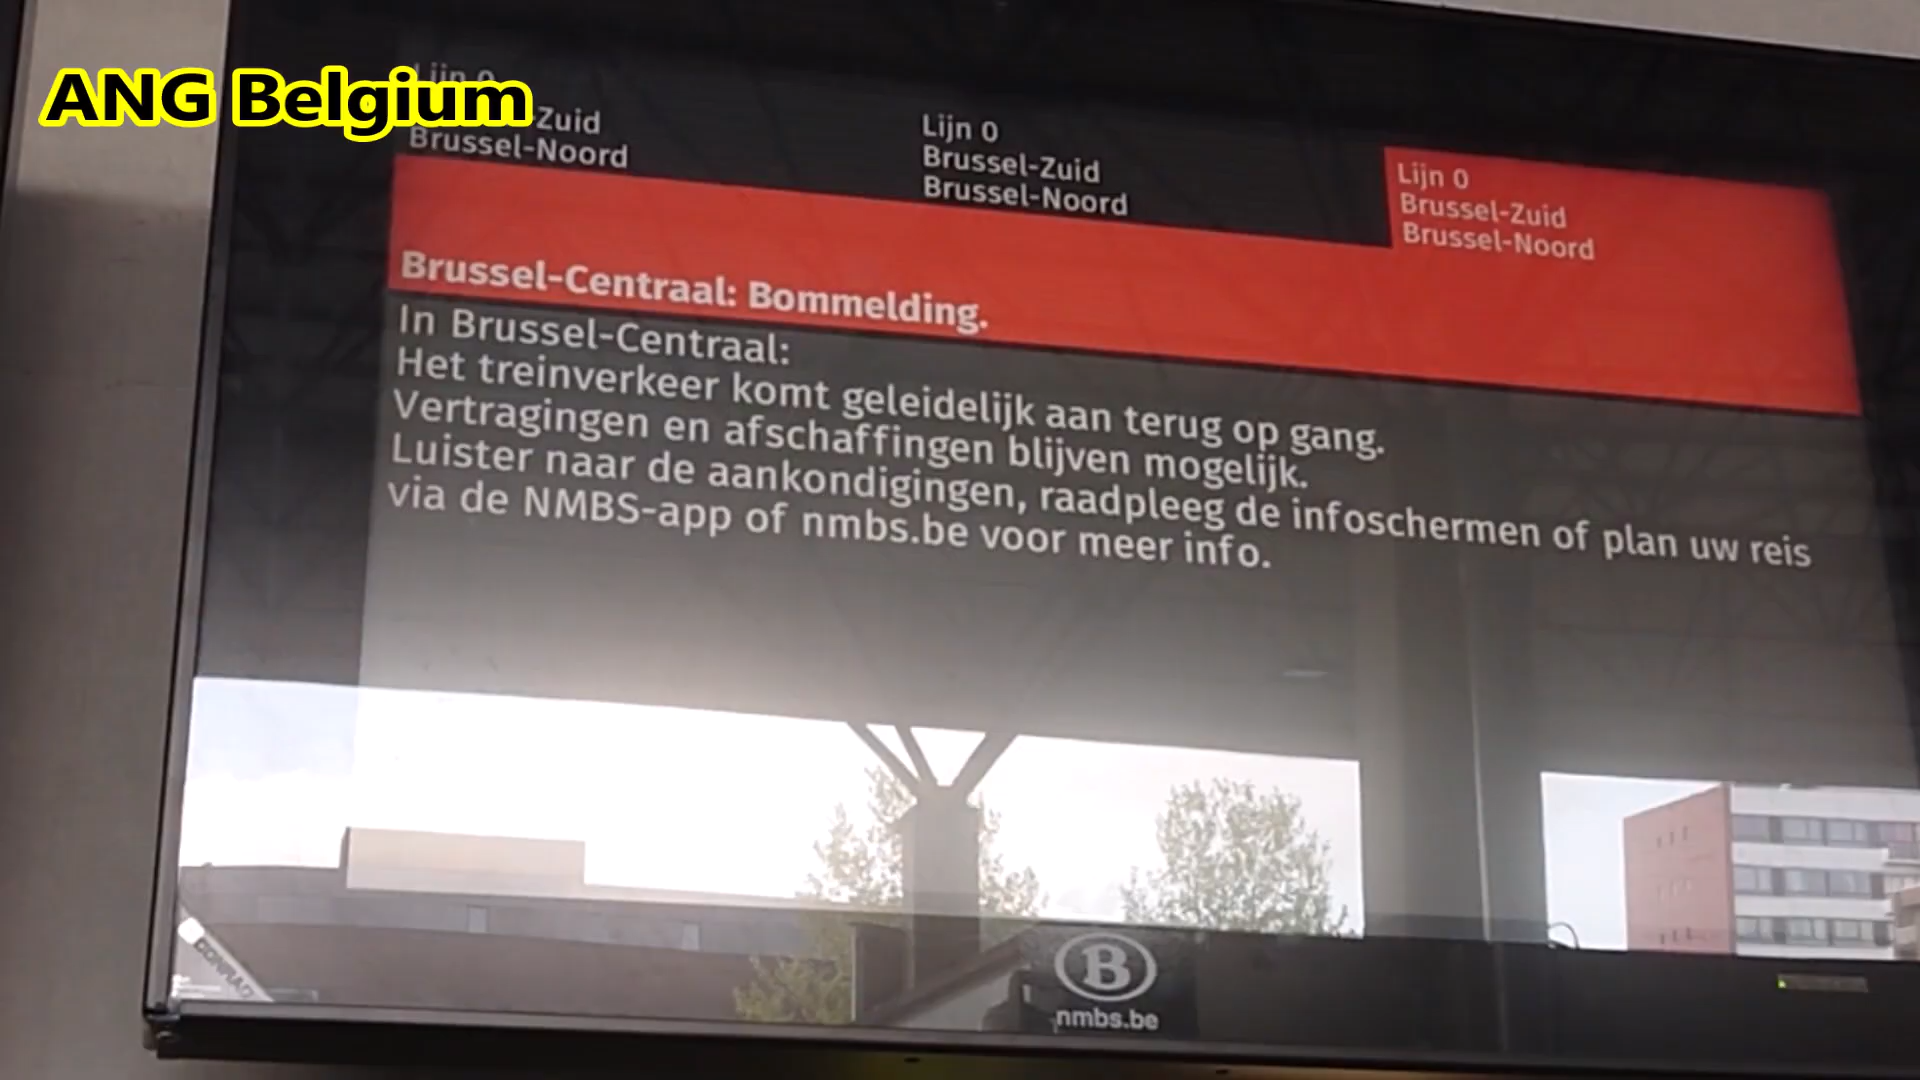 ANG Belgium
Lijn 0
-Zuid
Brussel-Noord
Lijn 0
Brussel-Zuid
Brussel-Noord
Lijn 0
Brussel-Zuid
Brussel-Noord
Brussel-Centraal: Bommelding.
In Brussel-Centraal:
Het treinverkeer komt geleidelijk aan terug op gang.
Vertragingen en afschaffingen blijven mogelijk.
Luister naar de aankondigingen, raadpleeg de infoschermen of plan uw reis
via de NMBS-app of nmbs.be voor meer info.
CONRAC
B
nmbs.be